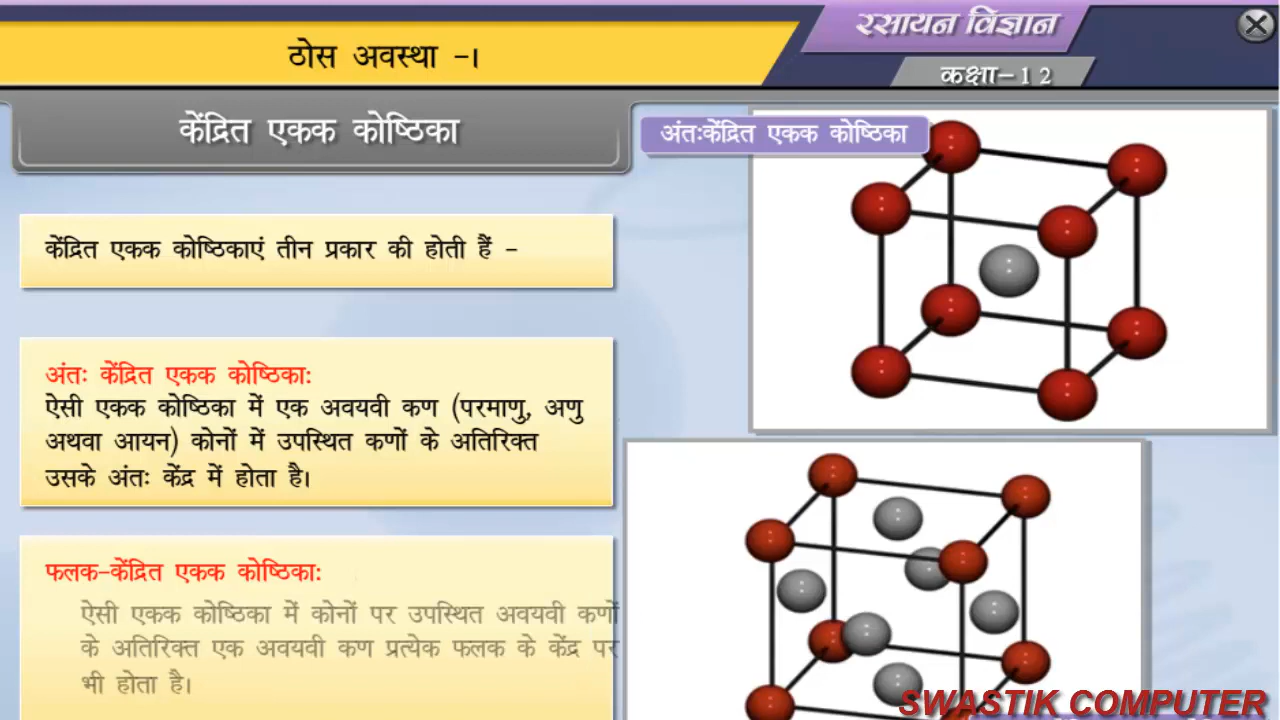 रसायन विज्ञान
ठोस अवस्था -।
कक्षा-12
केंद्रित एकक कोष्ठिका
अंतःकेंद्रित एकक कोष्ठिका
केंद्रित एकक कोष्ठिकाएं तीन प्रकार की होती हैं -
अंतः केंद्रित एकक कोष्ठिका:
ऐसी एकक कोष्ठिका में एक अवयवी कण (परमाणु, अणु
अथवा आयन) कोनों में उपस्थित कणों के अतिरिक्त
उसके अंतः केंद्र में होता है।
फलक-केंद्रित एकक कोष्ठिका:
ऐसी एकक कोष्ठिका में कोनों पर उपस्थित अवयवी कणों
के अतिरिक्त एक अवयवी कण प्रत्येक फलक के केंद्र पर
भी होता है।
SWASTIK COMPUTER